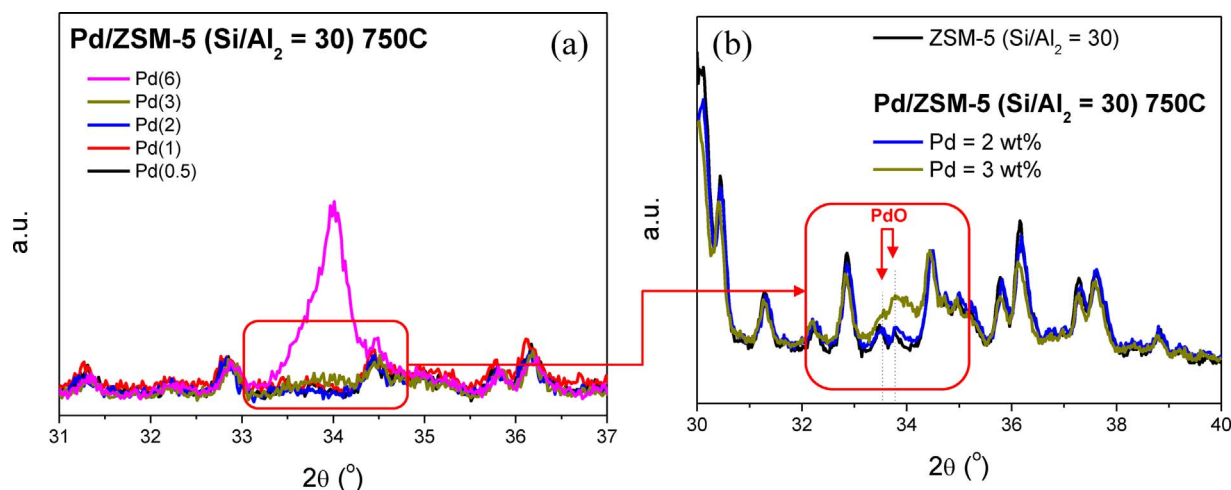 Pd/ZSM-5 (Si/Al₂ = 30) 750C
(a)
Pd(6)
Pd(3)
Pd(2)
Pd(1)
Pd(0.5)
a.u.
31 32 33 34 35 36 37
2θ (°)
(b)
ZSM-5 (Si/Al₂ = 30)
Pd/ZSM-5 (Si/Al₂ = 30) 750C
Pd = 2 wt%
Pd = 3 wt%
PdO
a.u.
30 32 34 36 38 40
2θ (°)